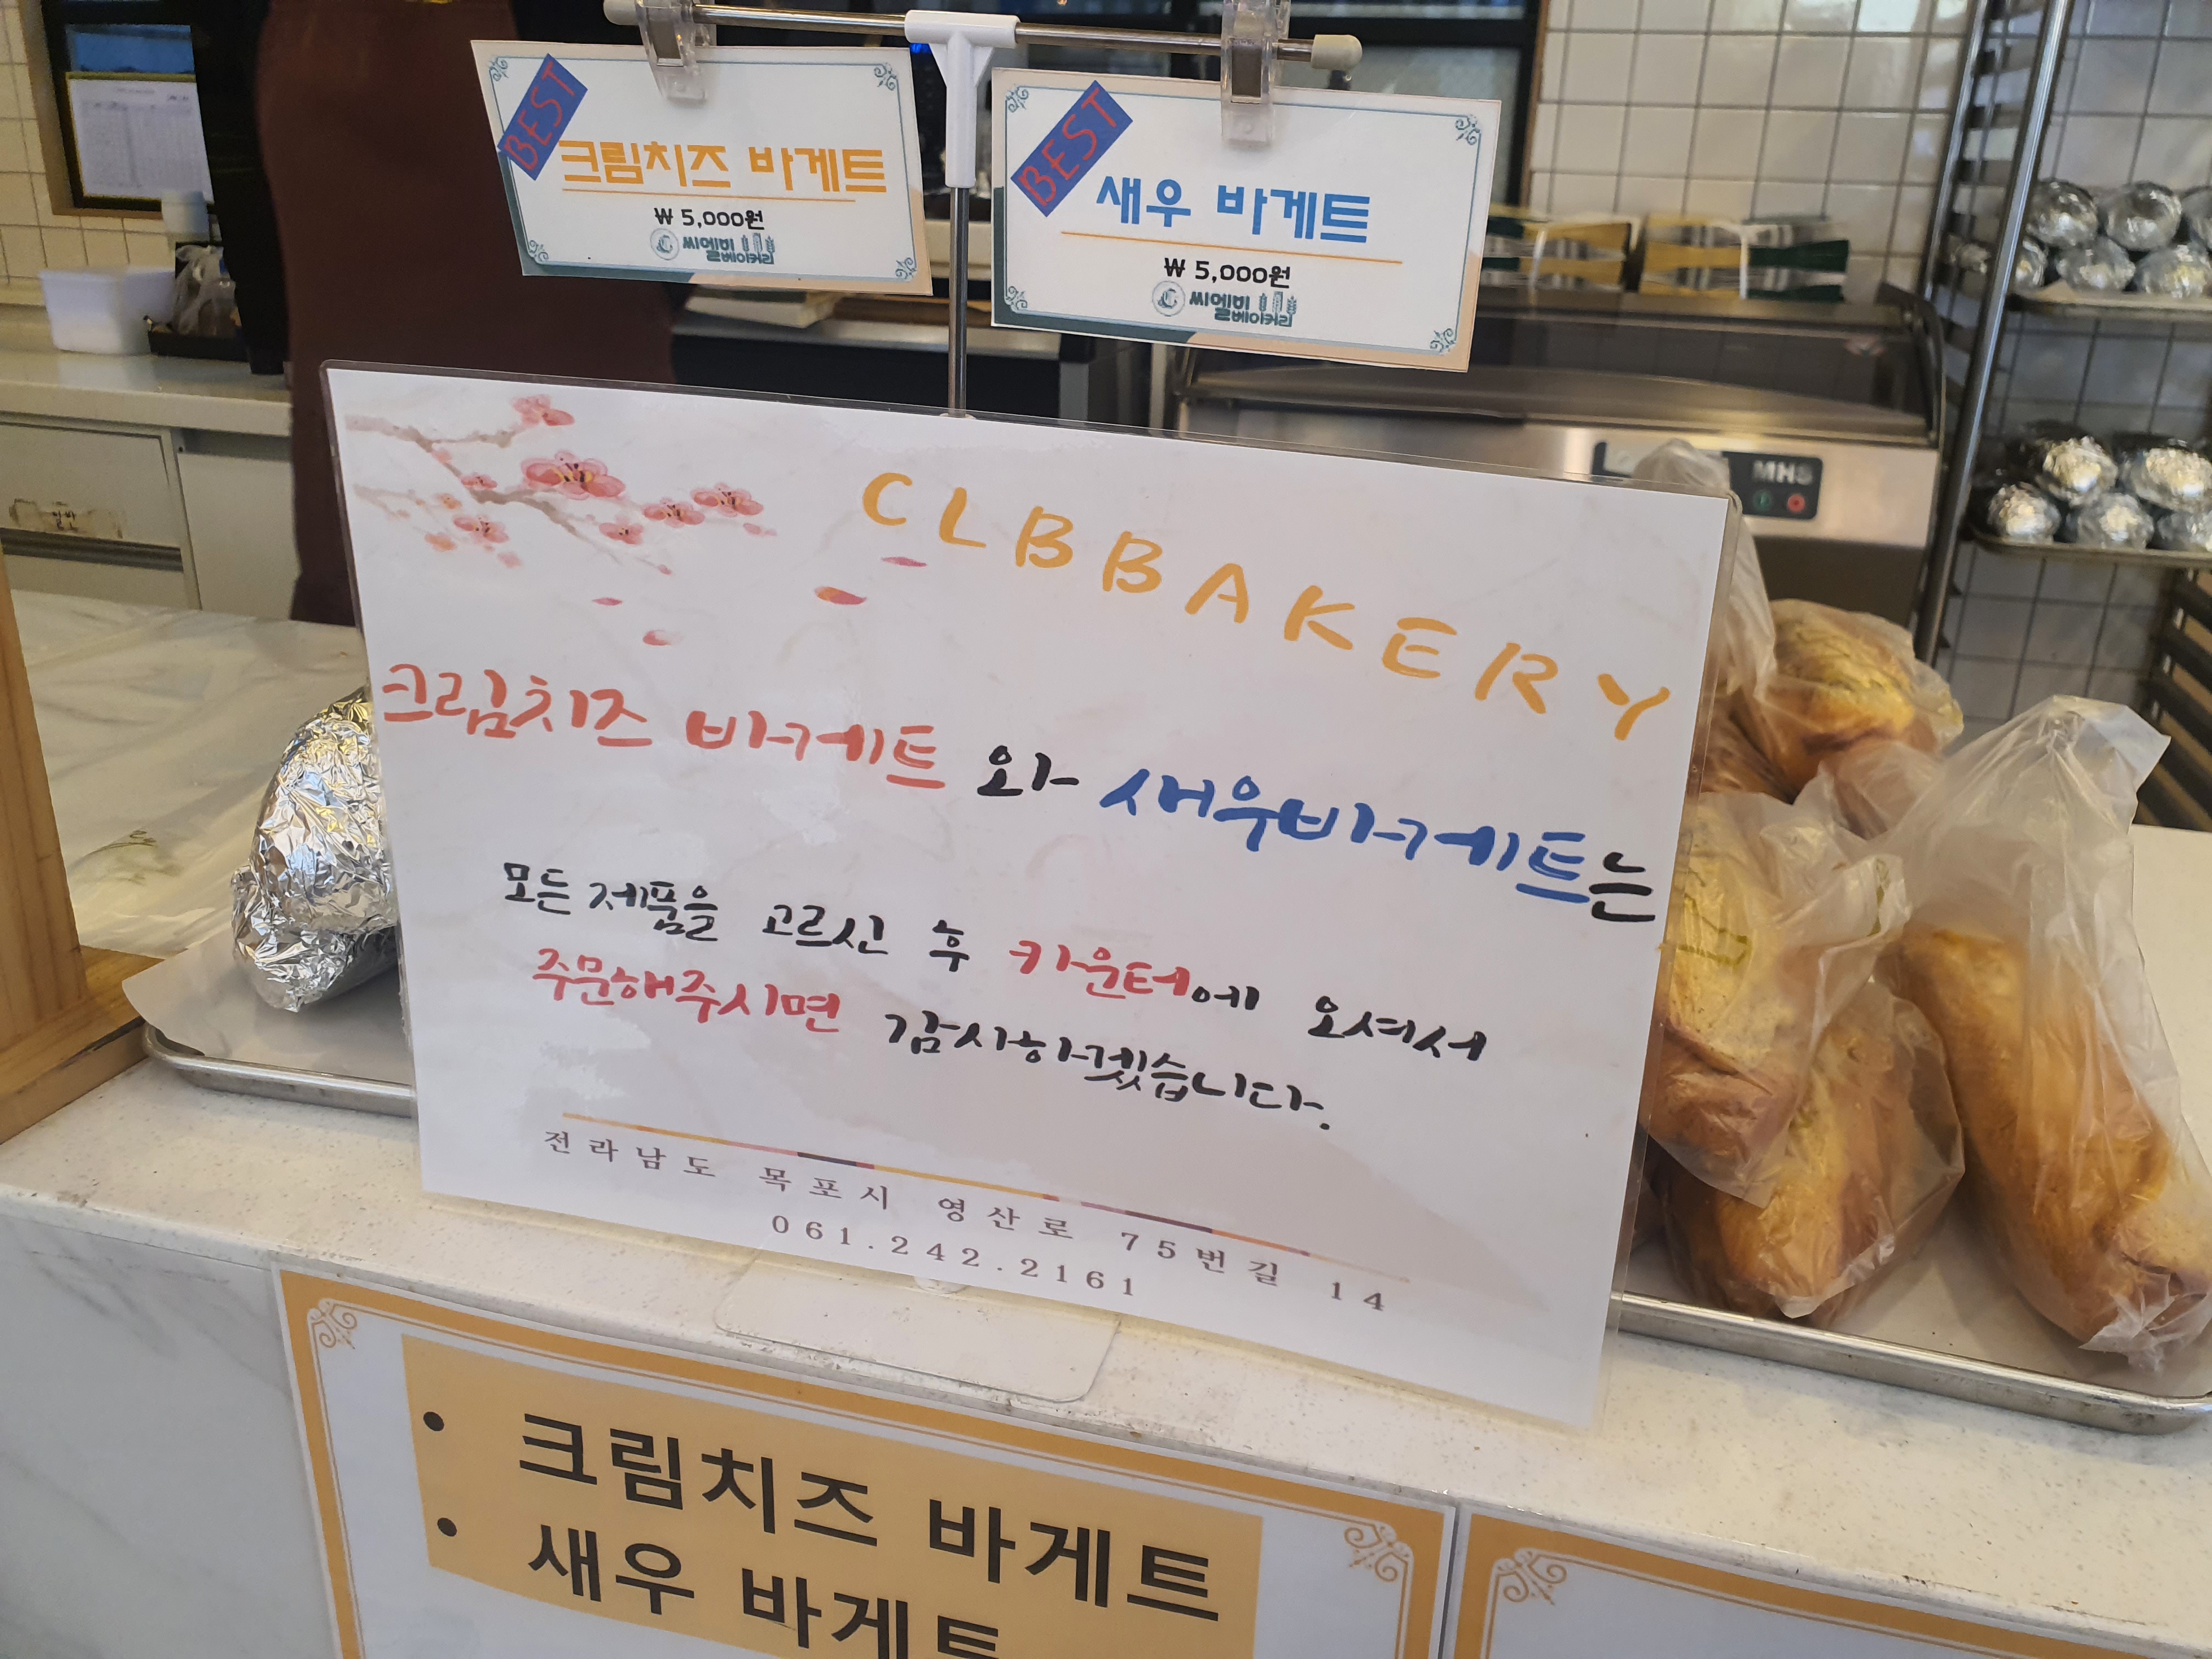 BEST
크림치즈 바게트
₩ 5,000원
씨엘비
베이커리
BEST
새우 바게트
₩ 5,000원
씨엘비
베이커리
MHS
CLBBAKERY
크림치즈 바게트 와 새우바게트는
모든 제품을 고르신 후 카운터에 오셔서
주문해주시면 감사하겠습니다.
전라남도 목포시 영산로 75번길 14
061.242.2161
• 크림치즈 바게트
• 새우 바게트